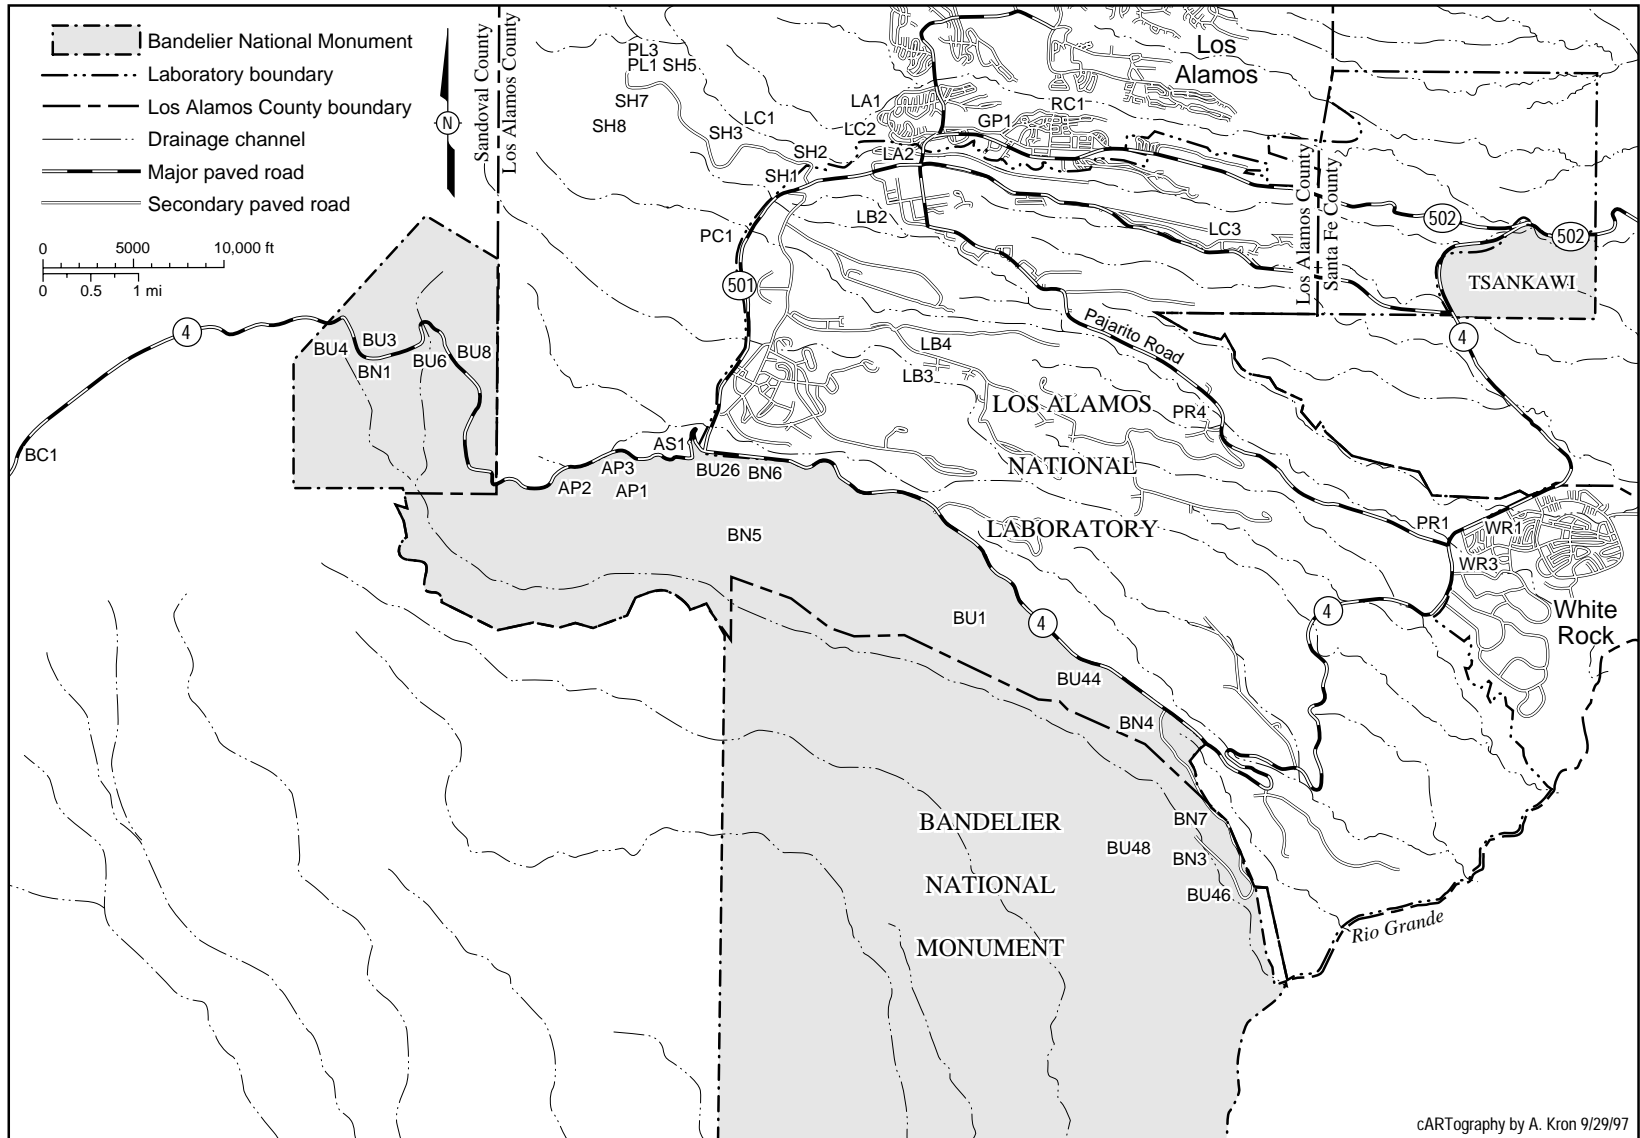 Bandelier National Monument
Laboratory boundary
Los Alamos County boundary
Drainage channel
Major paved road
Secondary paved road
0 5000 10,000 ft
0 0.5 1 mi
N
Sandoval County
Los Alamos County
PL3
PL1 SH5
SH7
SH8
LC1
SH3
SH2
SH1
PC1
LA1
LC2
LA2
GP1
RC1
Los
Alamos
LB2
LC3
Los Alamos County
Santa Fe County
502
502
TSANKAWI
501
4
BU3
BU4
BN1
BU6
BU8
BC1
4
Pajarito Road
LB4
LB3
PR4
LOS ALAMOS
NATIONAL
LABORATORY
AS1
AP3
AP2
AP1
BU26
BN6
BN5
PR1
WR1
WR3
White
Rock
4
4
BU1
BU44
BN4
BN7
BU48
BN3
BU46
BANDELIER
NATIONAL
MONUMENT
Rio Grande
cARTography by A. Kron 9/29/97